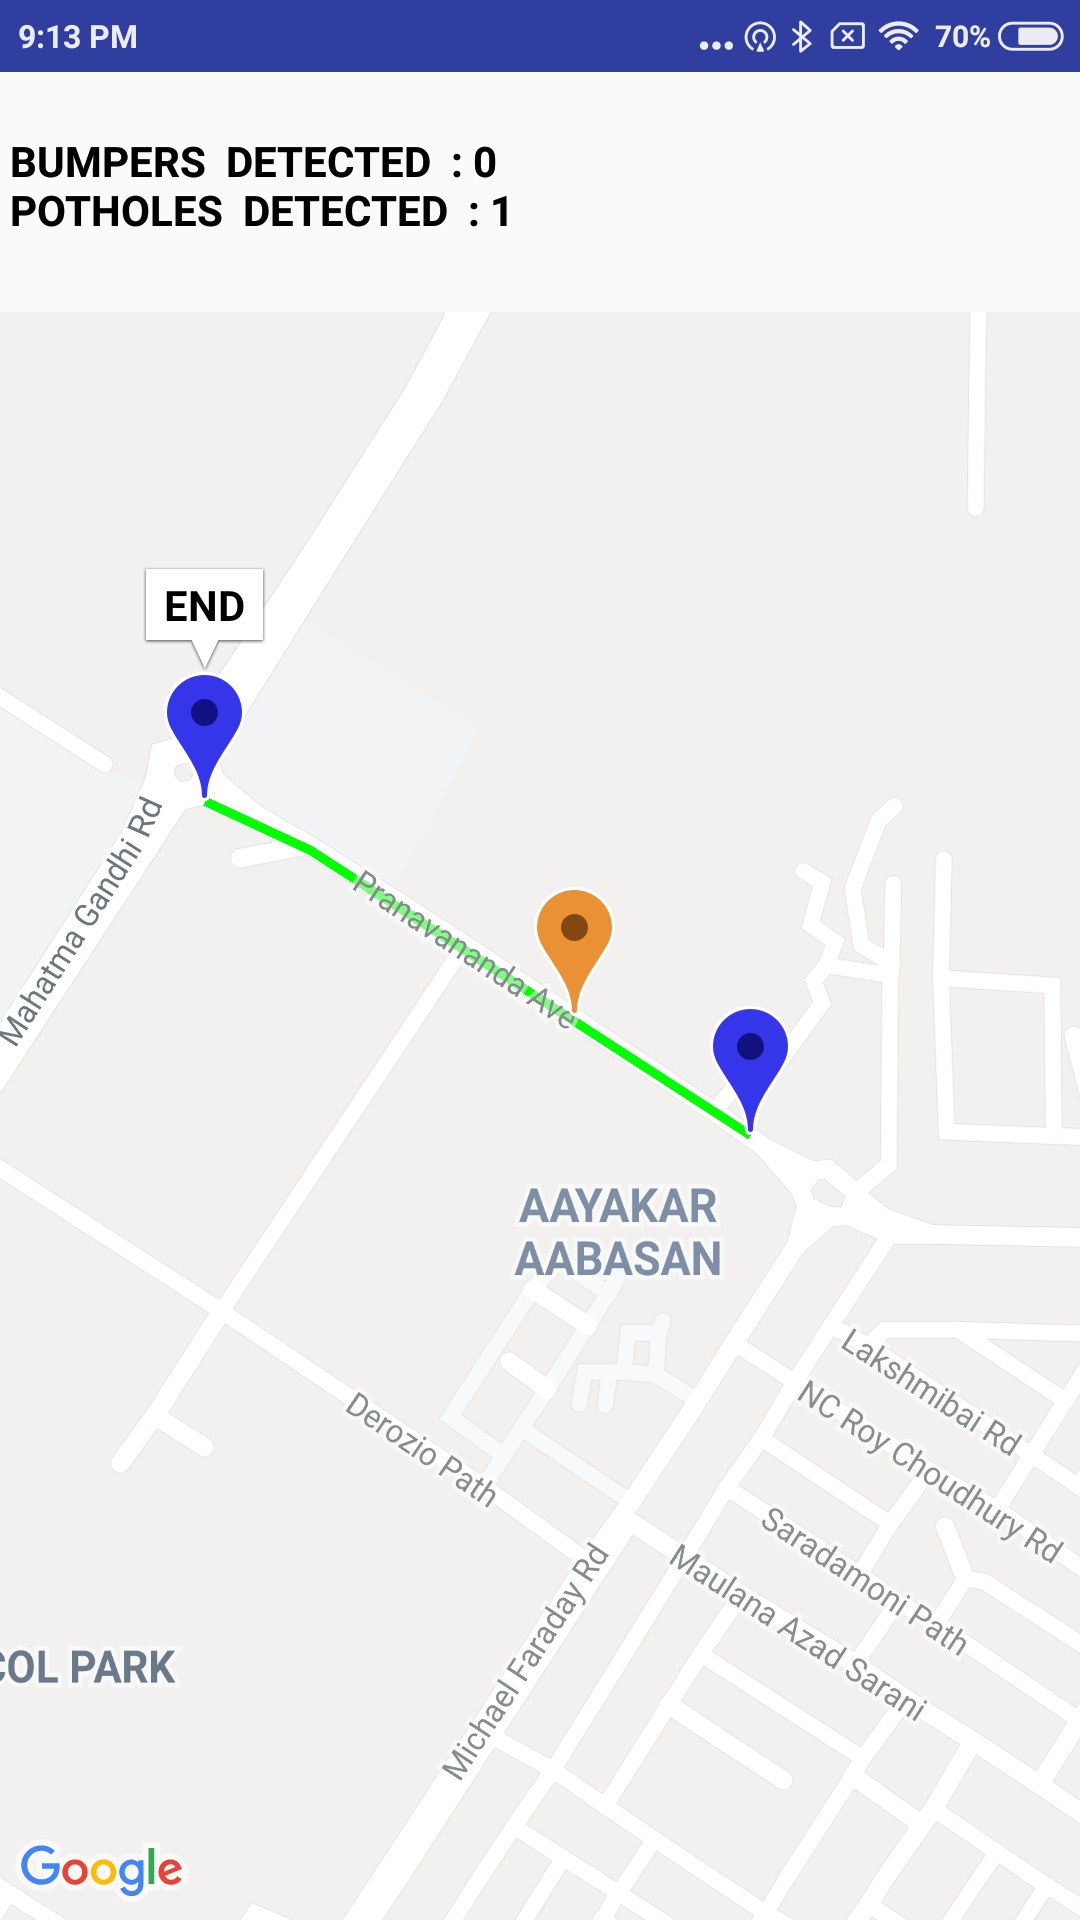 9:13 PM
70%
BUMPERS DETECTED : 0
POTHOLES DETECTED : 1
END
Mahatma Gandhi Rd
Pranavananda Ave
AAYAKAR
AABASAN
Lakshmibai Rd
NC Roy Choudhury Rd
Derozio Path
Saradamoni Path
Maulana Azad Sarani
Michael Faraday Rd
COL PARK
Google